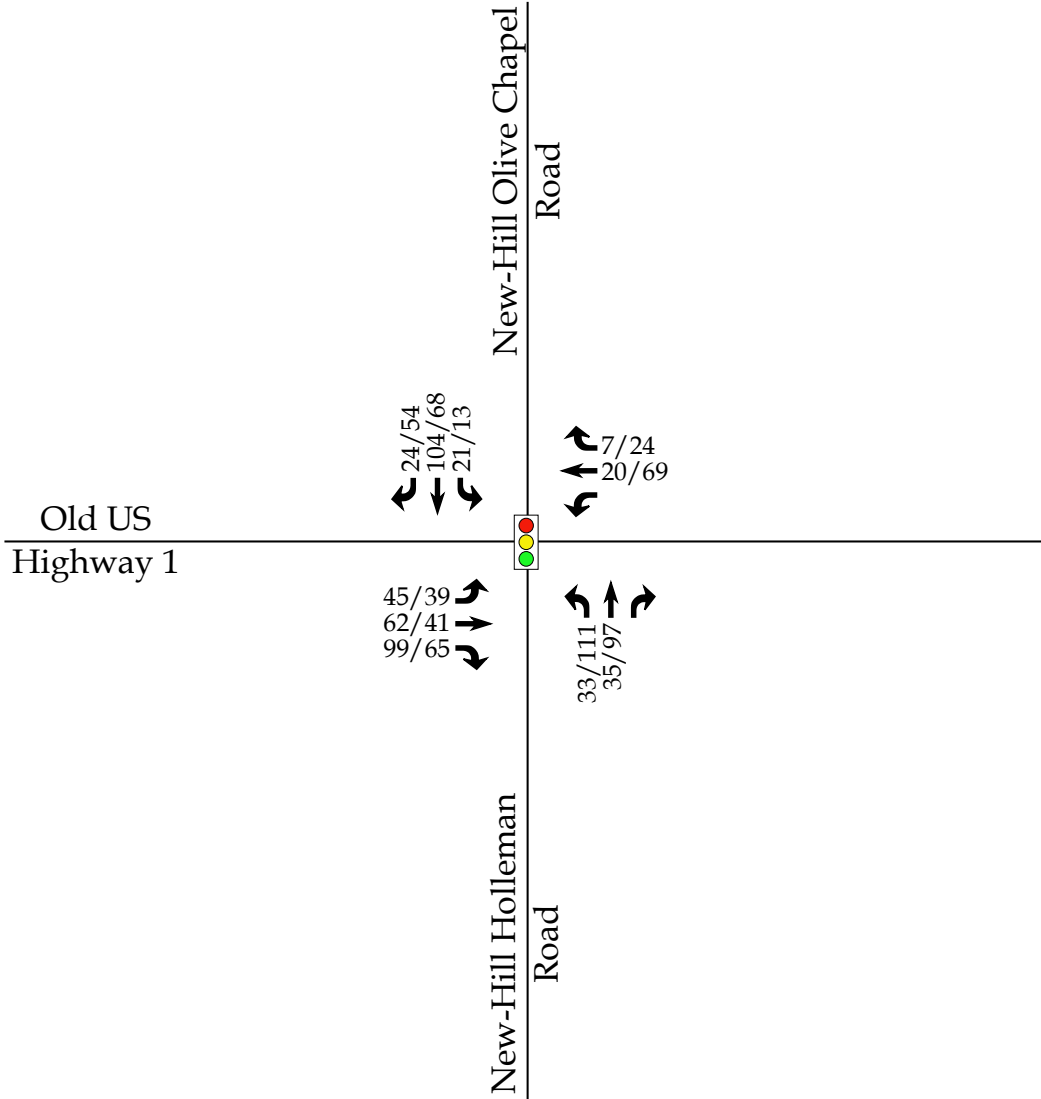 New-Hill Olive Chapel
Road
24/54
104/68
21/13
7/24
20/69
Old US
Highway 1
45/39
62/41
99/65
33/111
35/97
New-Hill Holleman
Road